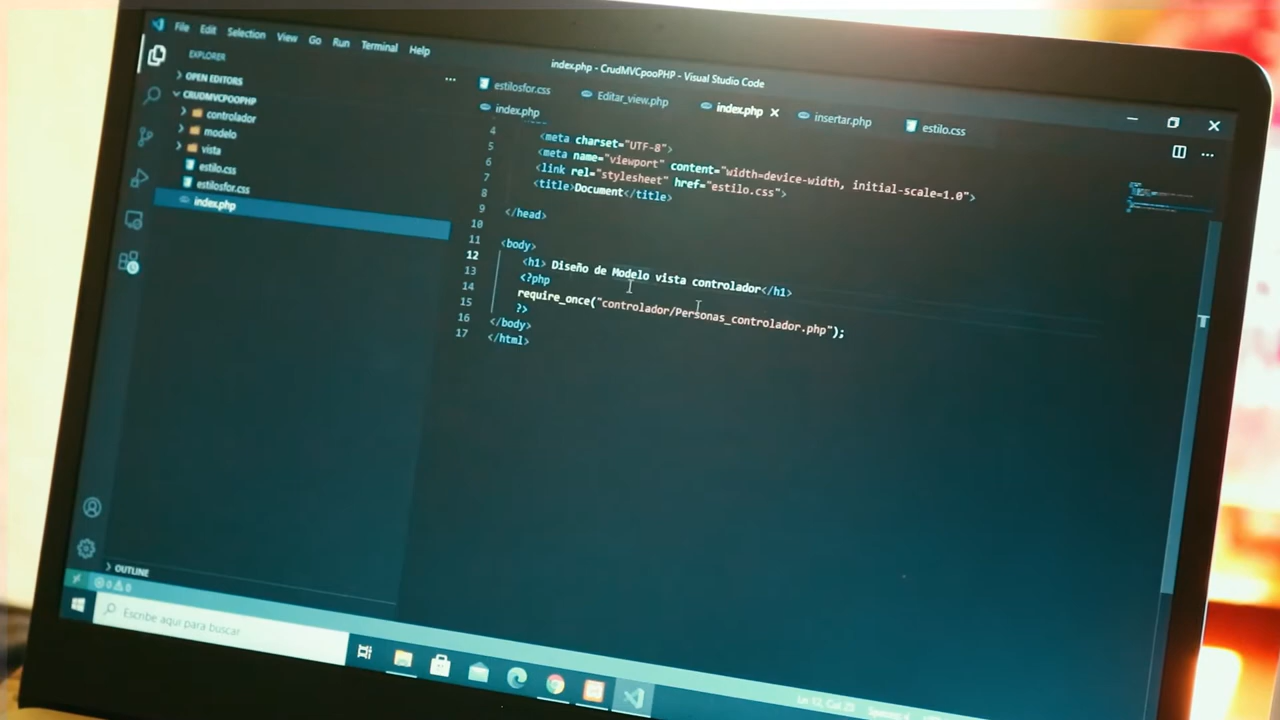 File Edit Selection View Go Run Terminal Help
index.php - CrudMVCpooPHP - Visual Studio Code
EXPLORER
OPEN EDITORS
CRUDMVCPOOPHP
controlador
modelo
vista
estilo.css
estilosfor.css
index.php
OUTLINE
estilosfor.css Editar_view.php index.php insertar.php estilo.css
index.php
4 <meta charset="UTF-8">
5 <meta name="viewport" content="width=device-width, initial-scale=1.0">
6 <link rel="stylesheet" href="estilo.css">
7 <title>Document</title>
8
9 </head>
10
11 <body>
12 <h1> Diseño de Modelo vista controlador</h1>
13 <?php
14 require_once("controlador/Personas_controlador.php");
15 ?>
16 </body>
17 </html>
0 0
Escribe aquí para buscar